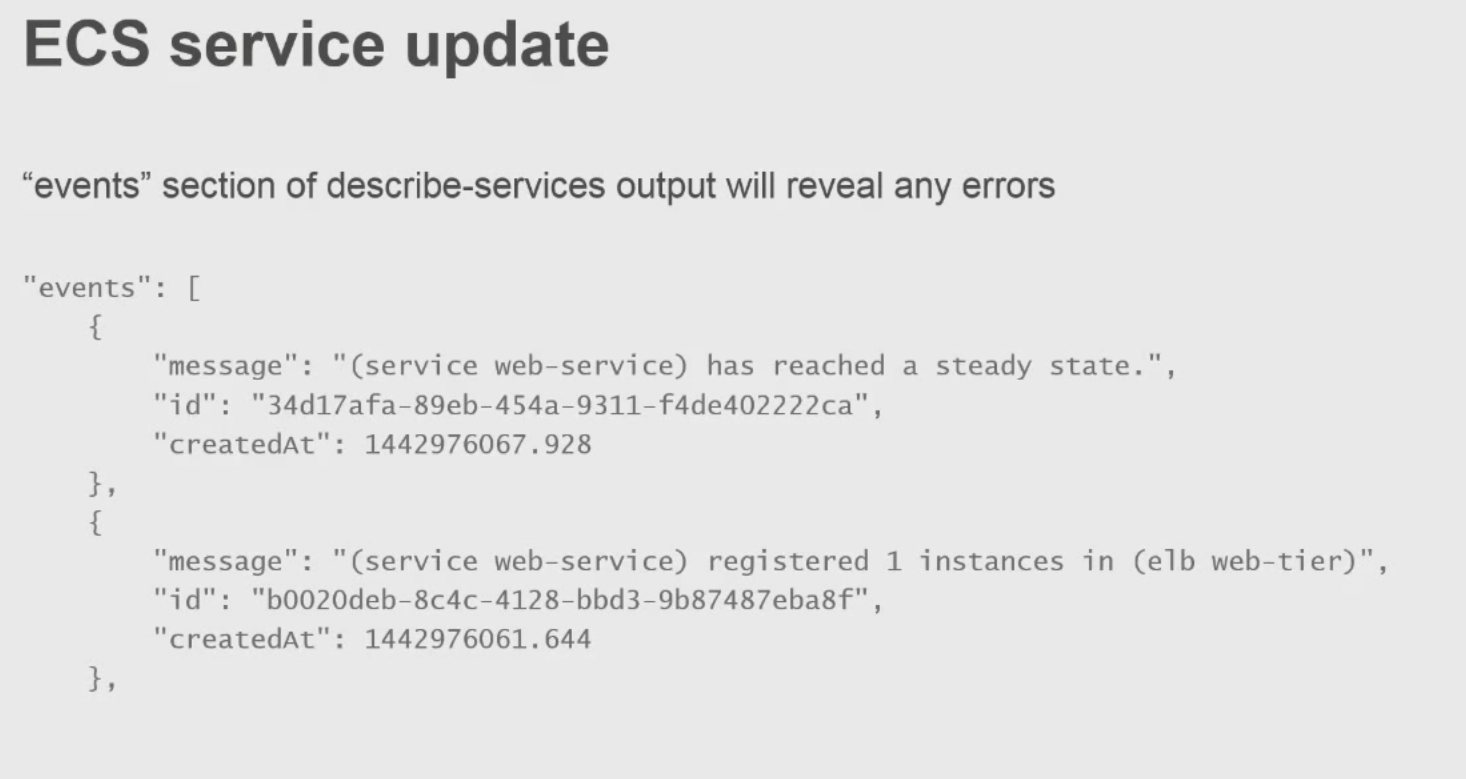 ECS service update
“events” section of describe-services output will reveal any errors
"events": [
    {
        "message": "(service web-service) has reached a steady state.",
        "id": "34d17afa-89eb-454a-9311-f4de402222ca",
        "createdAt": 1442976067.928
    },
    {
        "message": "(service web-service) registered 1 instances in (elb web-tier)",
        "id": "b0020deb-8c4c-4128-bbd3-9b87487eba8f",
        "createdAt": 1442976061.644
    },